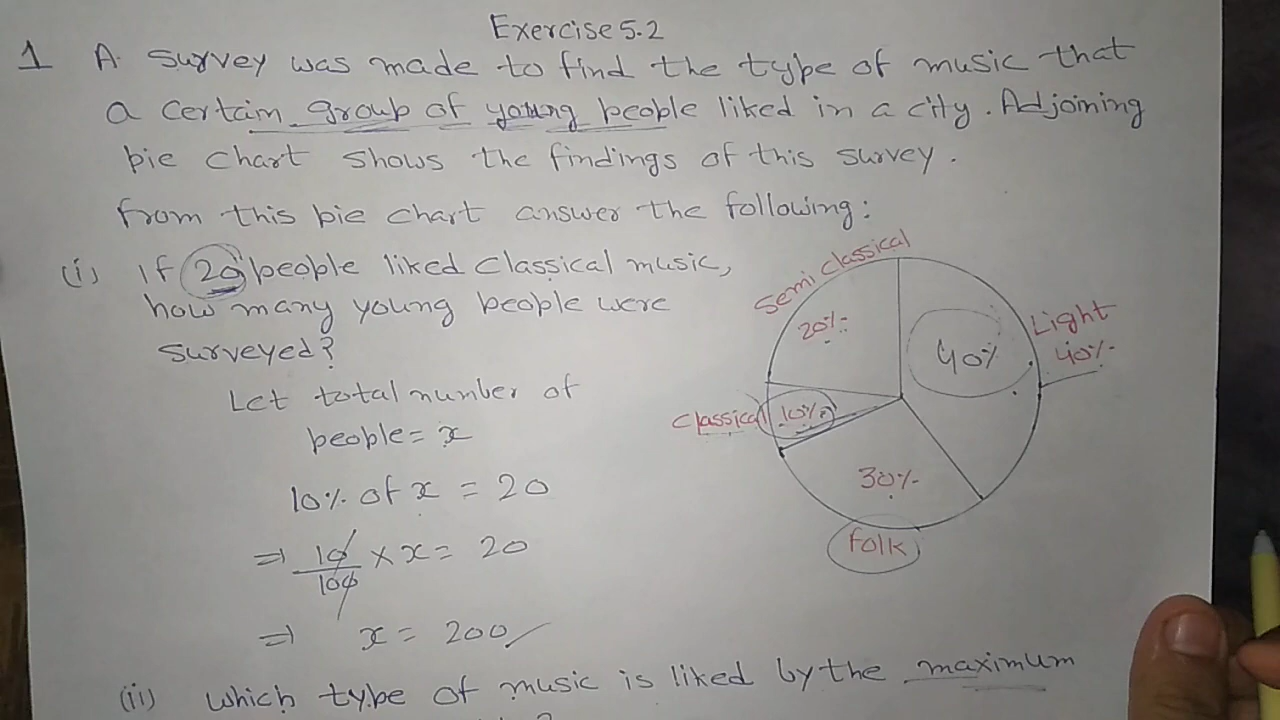 Exercise 5.2
1 A survey was made to find the type of music that
a certain group of young people liked in a city. Adjoining
pie chart shows the findings of this survey.
from this pie chart answer the following:
(i) If 20 people liked classical music,
how many young people were
surveyed?
Let total number of
people = x
10% of x = 20
⇒ 10/100 × x = 20
⇒ x = 200
(ii) which type of music is liked by the maximum
Semi classical
20%
40%
Light
40%
Classical 10%
30%
folk